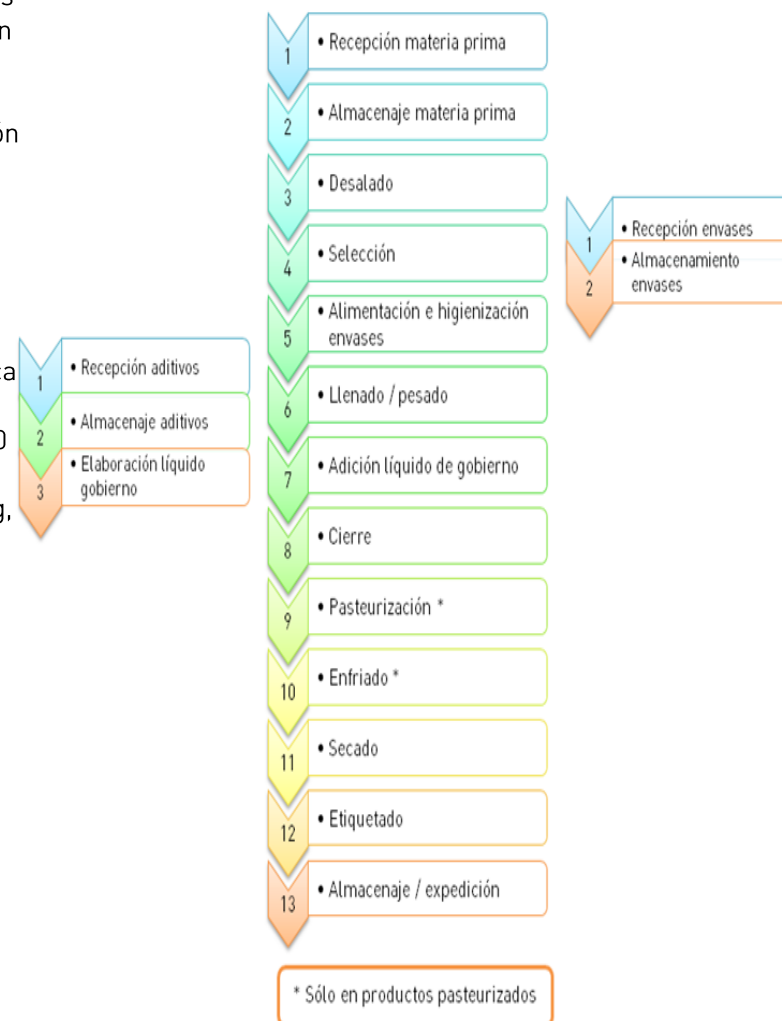 1
• Recepción materia prima
2
• Almacenaje materia prima
3
• Desalado
4
• Selección
5
• Alimentación e higienización
envases
6
• Llenado / pesado
7
• Adición líquido de gobierno
8
• Cierre
9
• Pasteurización *
10
• Enfriado *
11
• Secado
12
• Etiquetado
13
• Almacenaje / expedición
* Sólo en productos pasteurizados
1
• Recepción aditivos
2
• Almacenaje aditivos
3
• Elaboración líquido
gobierno
1
• Recepción envases
2
• Almacenamiento
envases